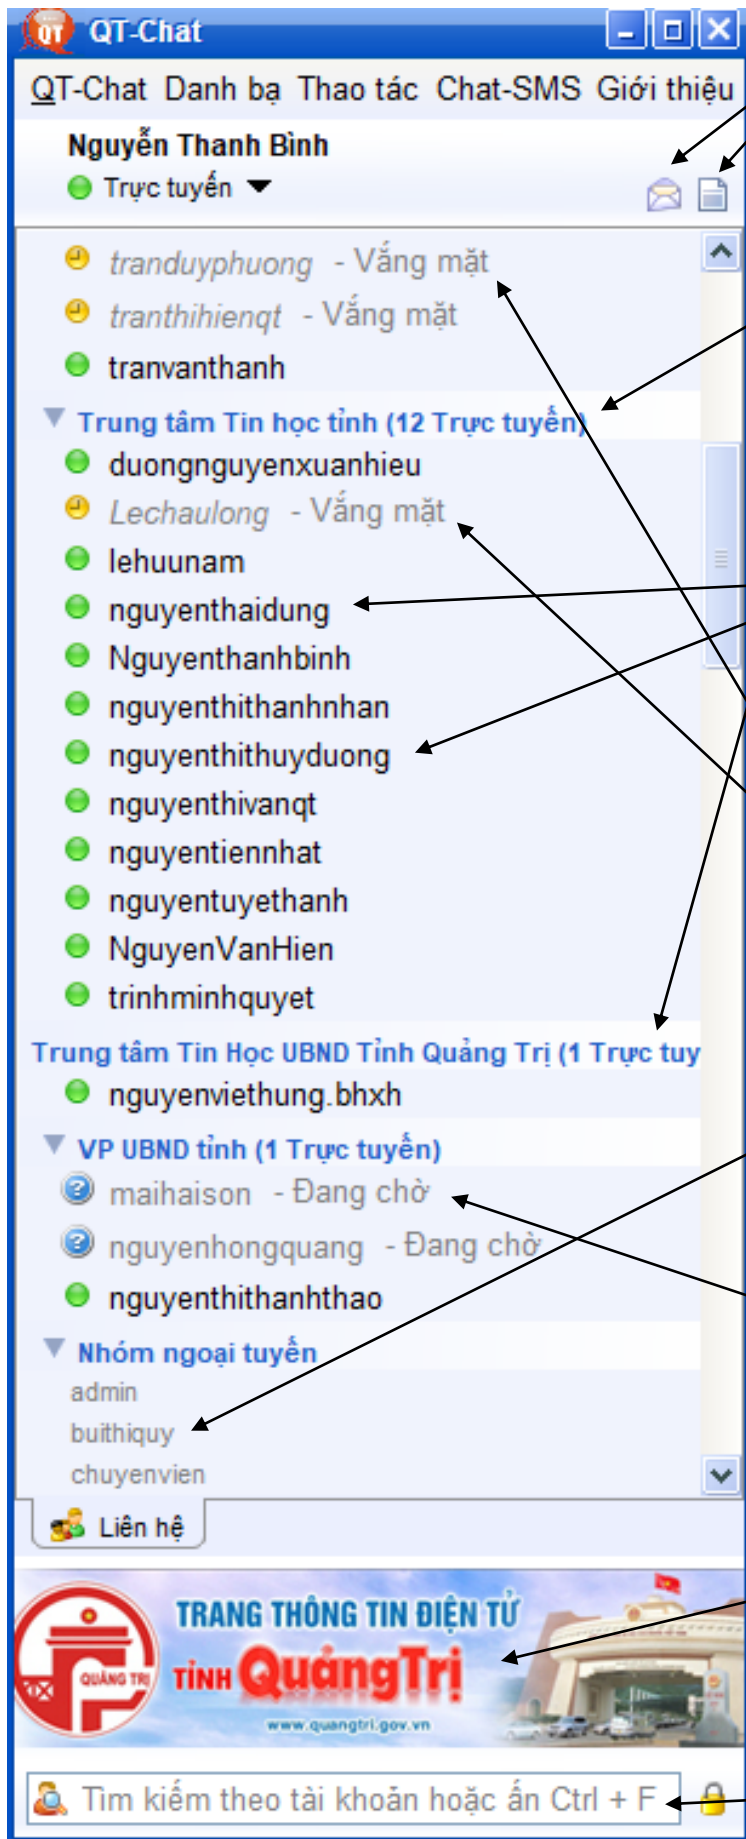 QT QT-Chat
QT-Chat Danh bạ Thao tác Chat-SMS Giới thiệu
Nguyễn Thanh Bình
Trực tuyến
tranduyphuong - Vắng mặt
tranthihienqt - Vắng mặt
tranvanthanh
Trung tâm Tin học tỉnh (12 Trực tuyến)
duongnguyenxuanhieu
Lechaulong - Vắng mặt
lehuunam
nguyenthaidung
Nguyenthanhbinh
nguyenthithanhnhan
nguyenthithuyduong
nguyenthivanqt
nguyentiennhat
nguyentuyethanh
NguyenVanHien
trinhminhquyet
Trung tâm Tin Học UBND Tỉnh Quảng Trị (1 Trực tuy
nguyenviethung.bhxh
VP UBND tỉnh (1 Trực tuyến)
maihaison - Đang chờ
nguyenhongquang - Đang chờ
nguyenthithanhthao
Nhóm ngoại tuyến
admin
buithiquy
chuyenvien
Liên hệ
TRANG THÔNG TIN ĐIỆN TỬ
QUẢNG TRỊ
TỈNH QuảngTrị
www.quangtri.gov.vn
Tìm kiếm theo tài khoản hoặc ấn Ctrl + F